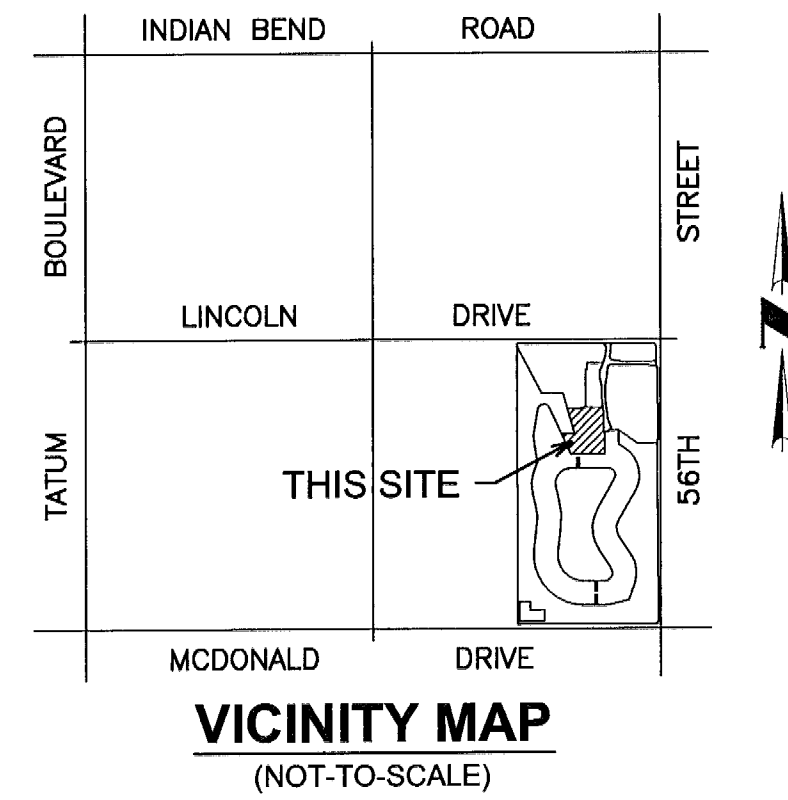 INDIAN BEND ROAD
BOULEVARD
STREET
LINCOLN DRIVE
TATUM
THIS SITE
56TH
MCDONALD DRIVE
VICINITY MAP
(NOT-TO-SCALE)